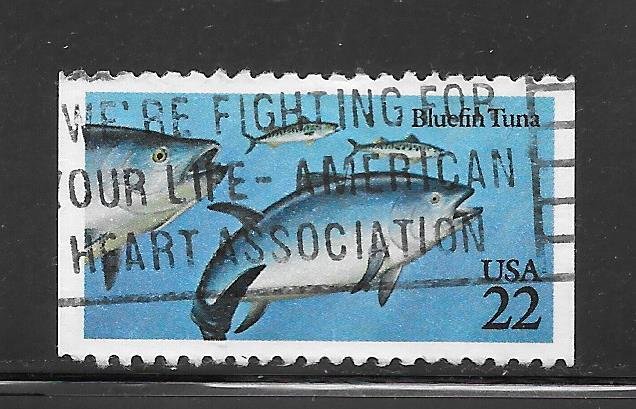 WE'RE FIGHTING FOR
Bluefin Tuna
YOUR LIFE - AMERICAN
HEART ASSOCIATION
USA
22